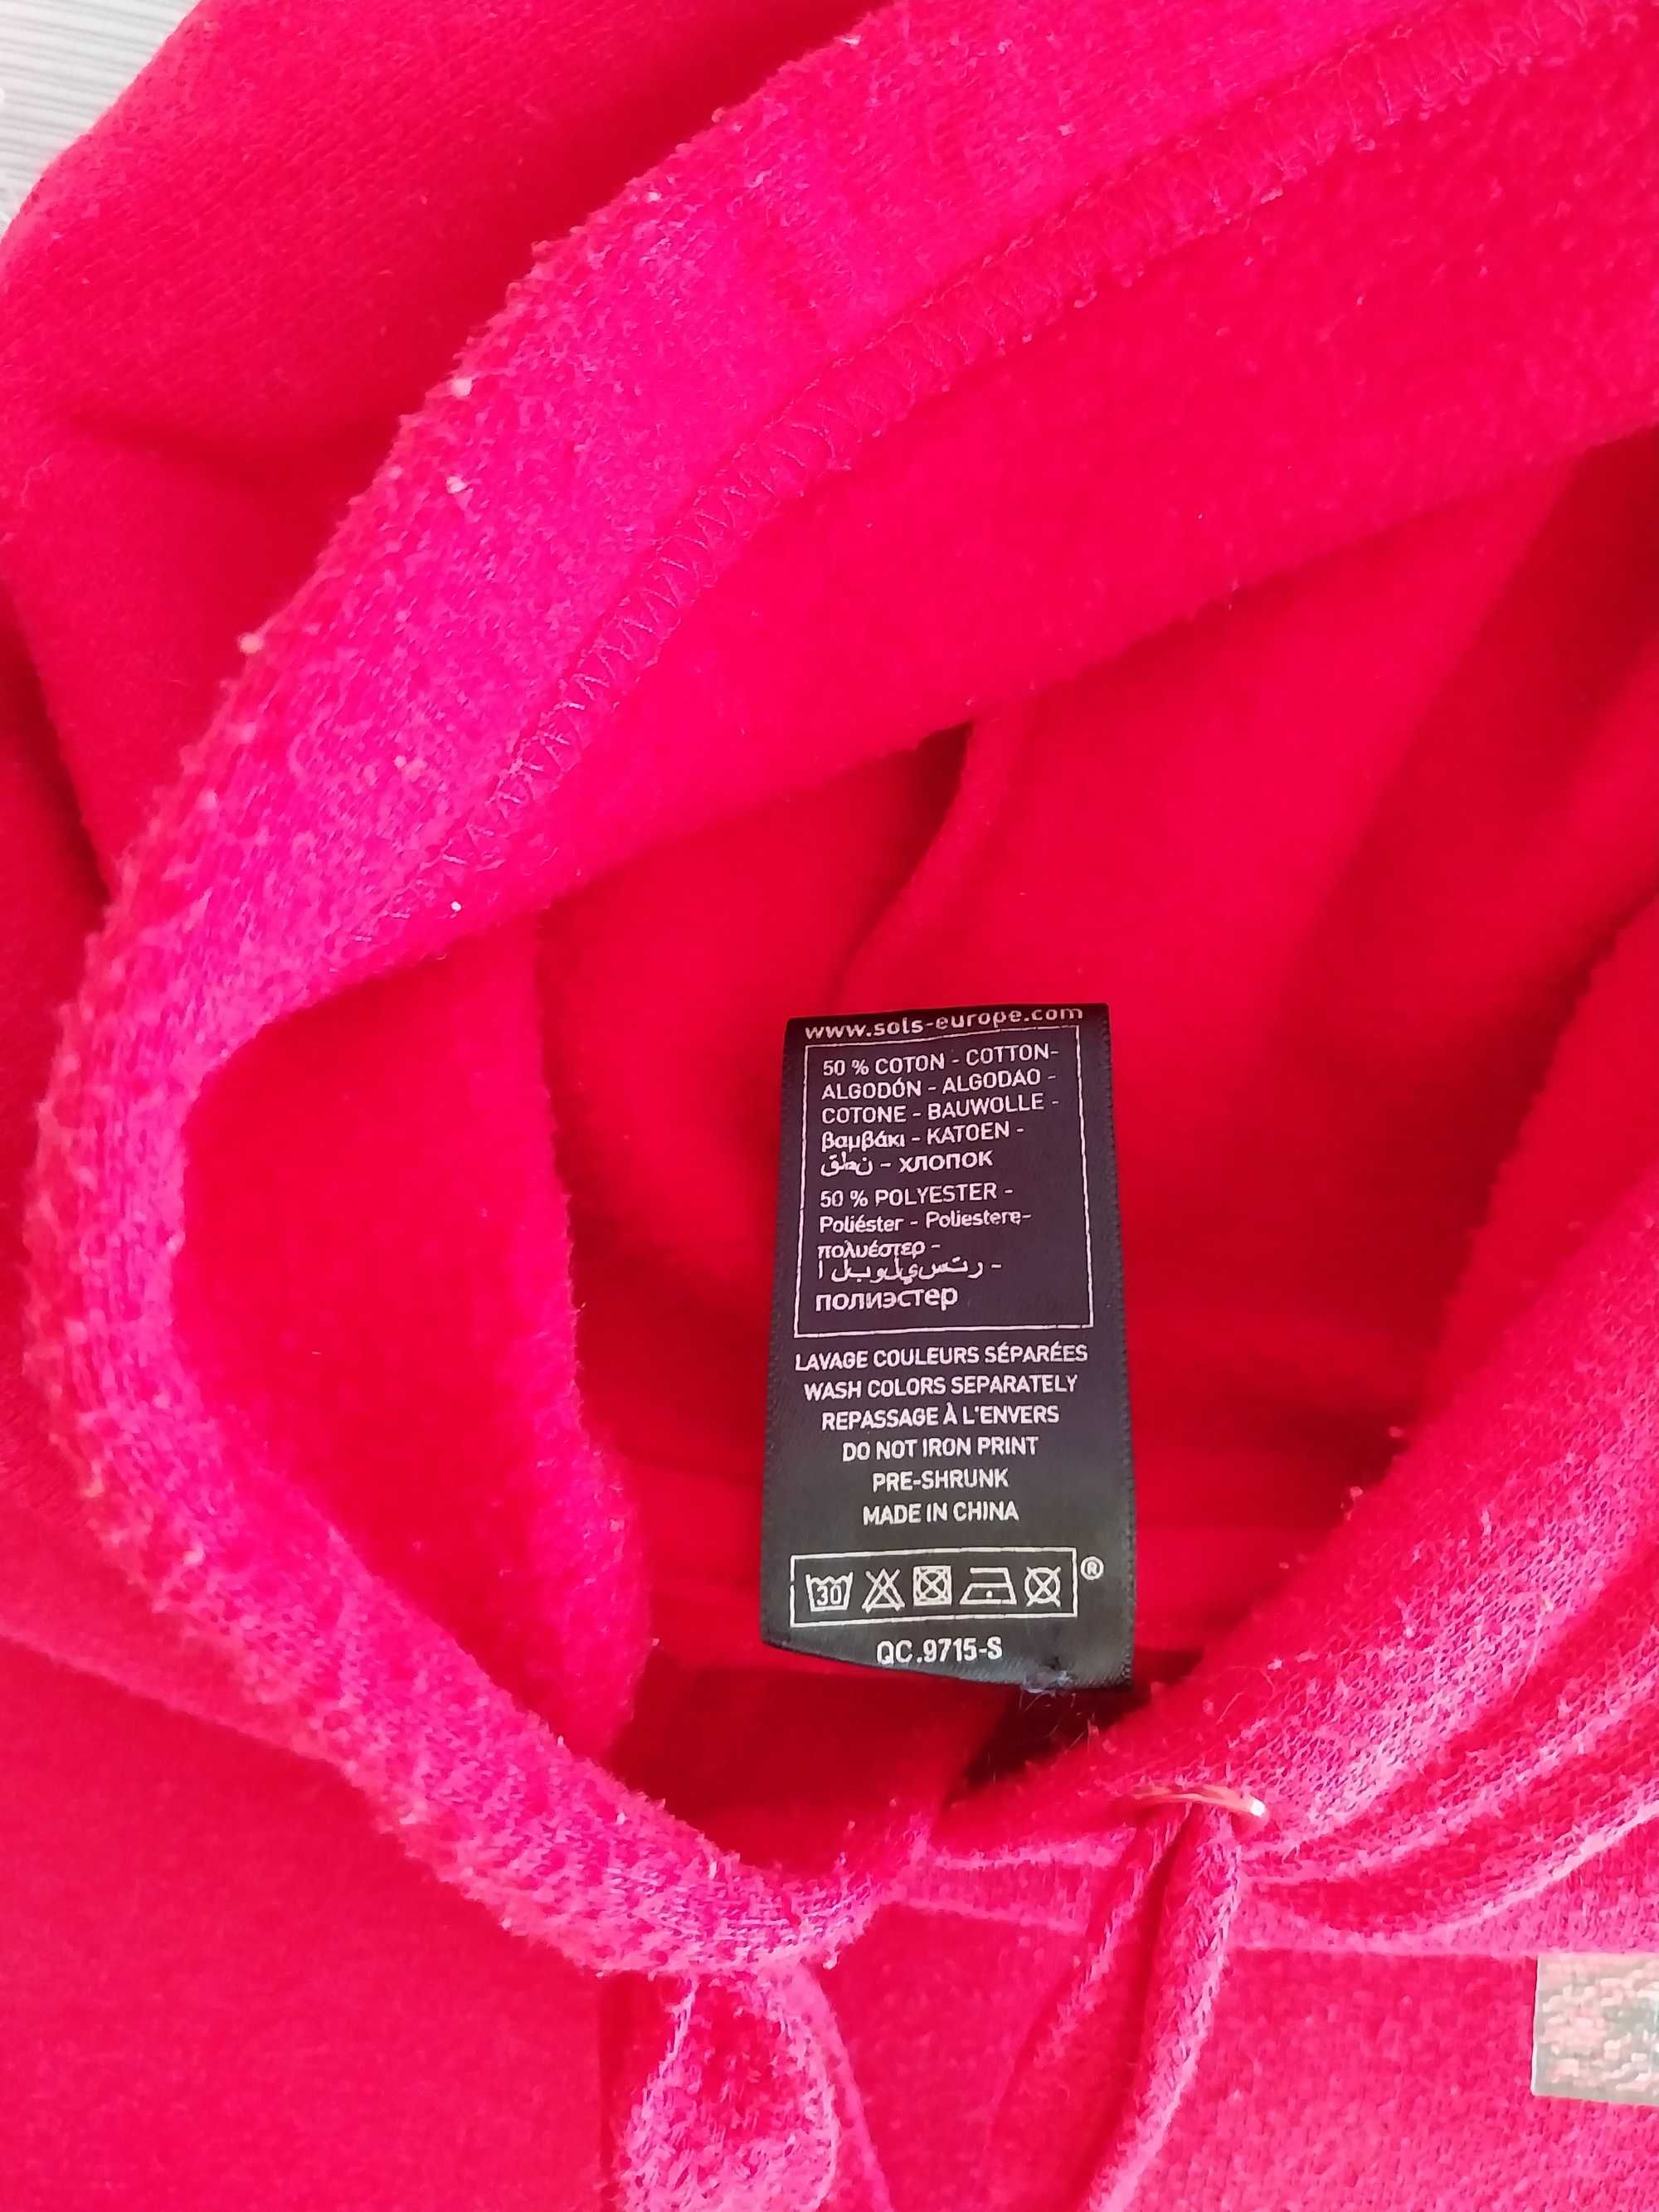 www.sols-europe.com
50 % COTON - COTTON-
ALGODÓN - ALGODAO -
COTONE - BAUWOLLE -
βαμβάκι - KATOEN -
قطن - хлопок
50 % POLYESTER -
Poliéster - Poliestere-
πολυέστερ -
ا لبوليستر -
полиэстер
LAVAGE COULEURS SÉPARÉES
WASH COLORS SEPARATELY
REPASSAGE À L'ENVERS
DO NOT IRON PRINT
PRE-SHRUNK
MADE IN CHINA
30 ®
QC.9715-S